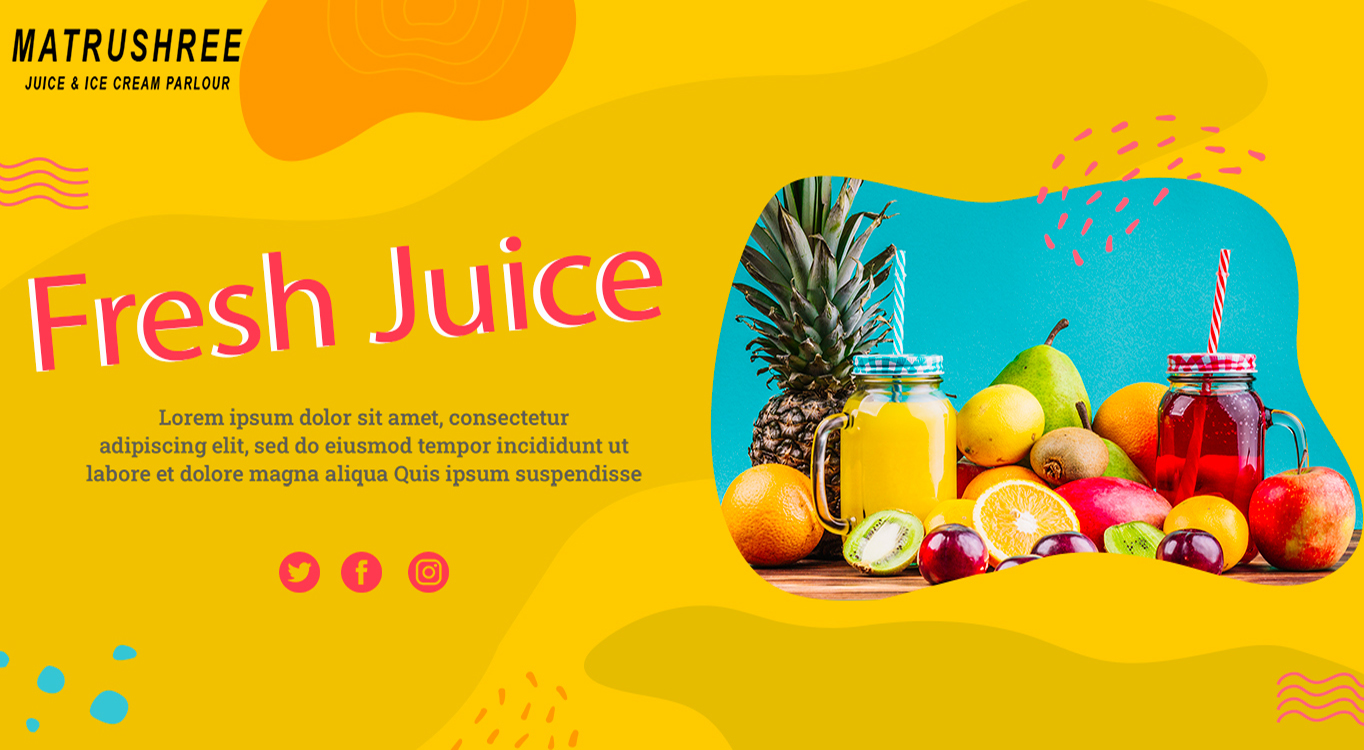 MATRUSHREE
JUICE & ICE CREAM PARLOUR
Fresh Juice
Lorem ipsum dolor sit amet, consectetur
adipiscing elit, sed do eiusmod tempor incididunt ut
labore et dolore magna aliqua Quis ipsum suspendisse